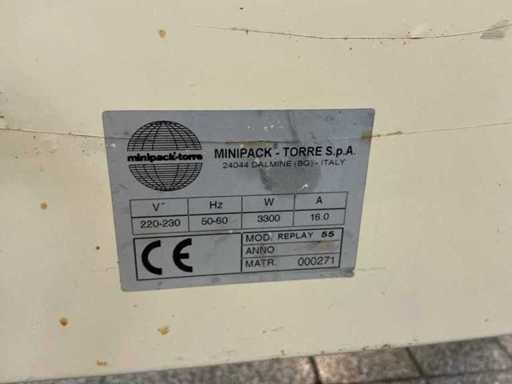 minipack-torre
MINIPACK - TORRE S.p.A.
24044 DALMINE (BG) - ITALY
V~ Hz W A
220-230 50-60 3300 16.0
CE
MOD. REPLAY 55
ANNO
MATR. 000271